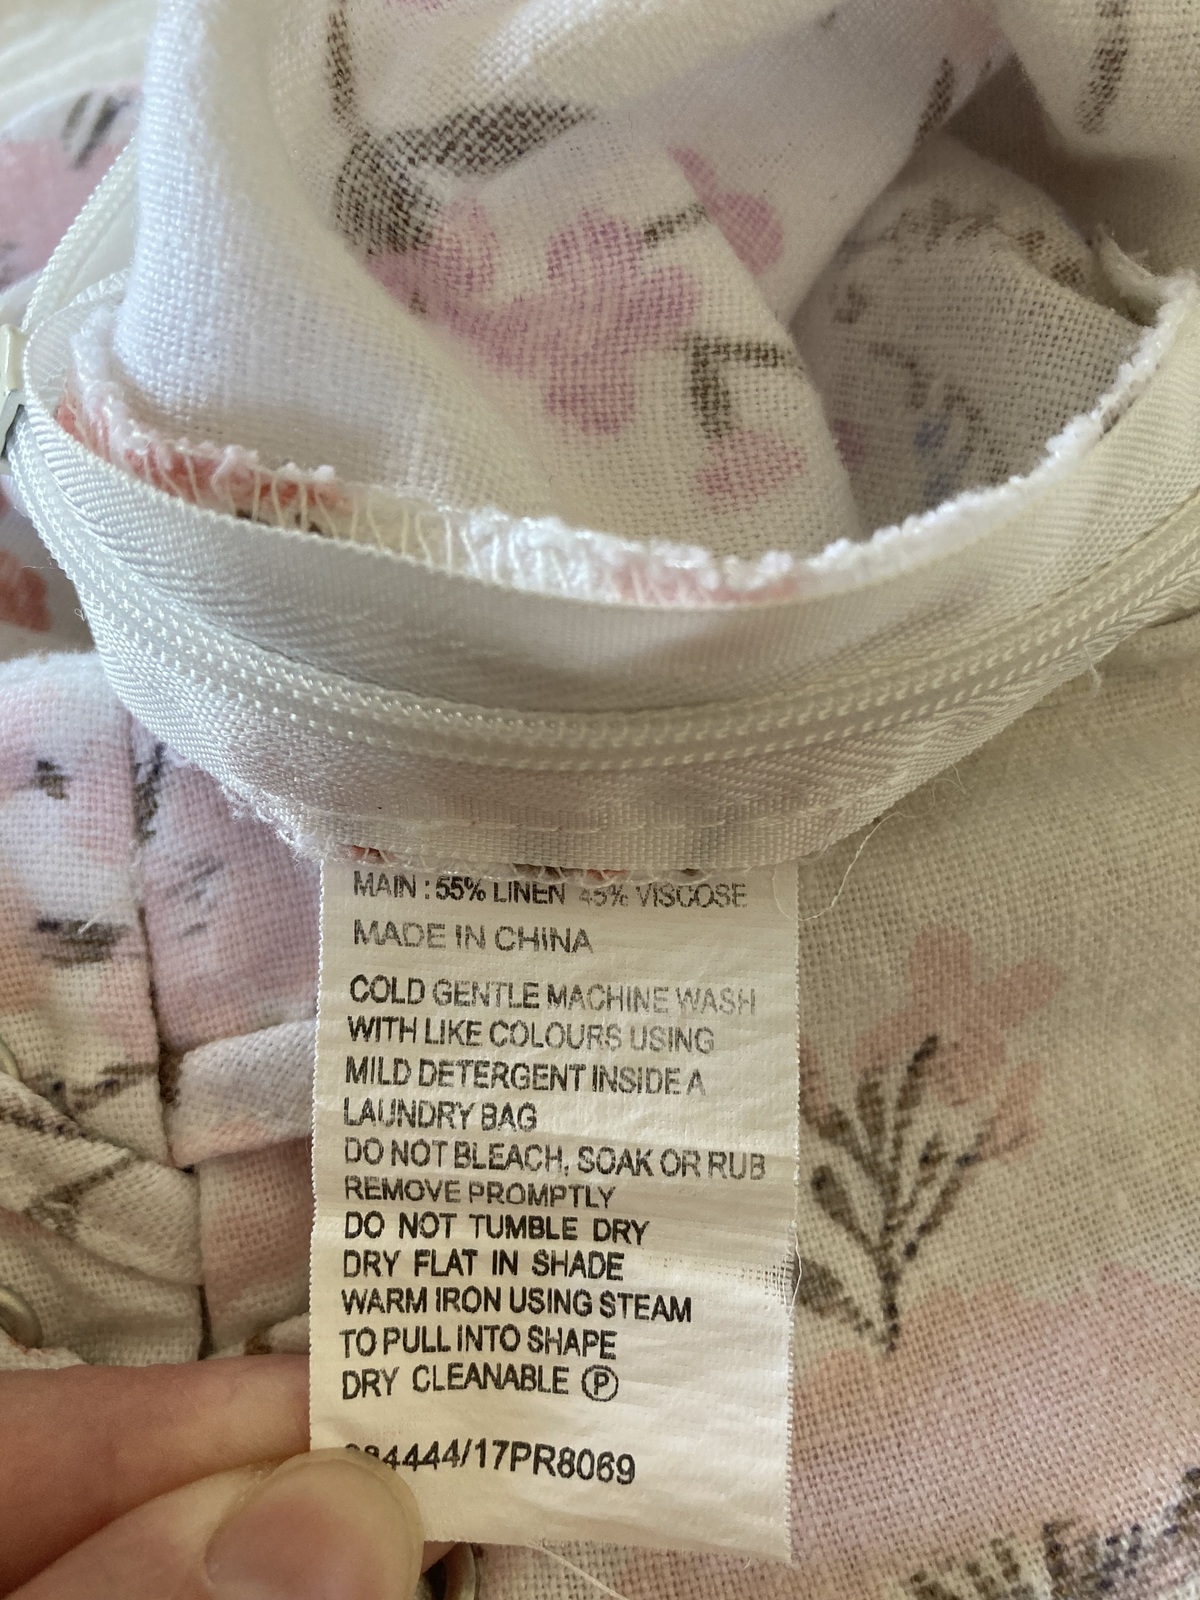 MAIN : 55% LINEN 45% VISCOSE
MADE IN CHINA
COLD GENTLE MACHINE WASH
WITH LIKE COLOURS USING
MILD DETERGENT INSIDE A
LAUNDRY BAG
DO NOT BLEACH, SOAK OR RUB
REMOVE PROMPTLY
DO NOT TUMBLE DRY
DRY FLAT IN SHADE
WARM IRON USING STEAM
TO PULL INTO SHAPE
DRY CLEANABLE Ⓟ